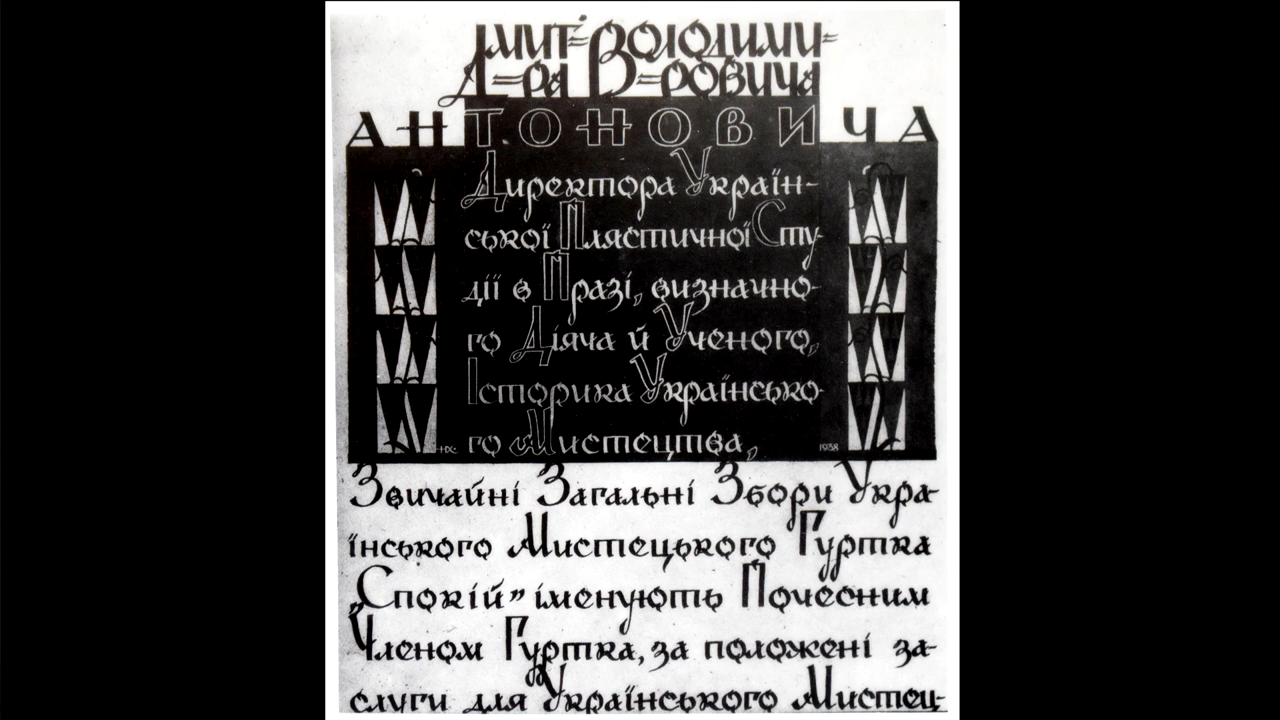 Дмит= Володими=
=ра =ровича
Антоновича
Директора Україн-
ської Плястичної Сту-
дії в Празі, визначно-
го Діяча й Ученого,
Історика Українсько-
го Мистецтва,
1938
Звичайні Загальні Збори Укра-
їнського Мистецького Гуртка
„Спокій” іменують Почесним
Членом Гуртка, за положені за-
слуги для Українського Мистец-